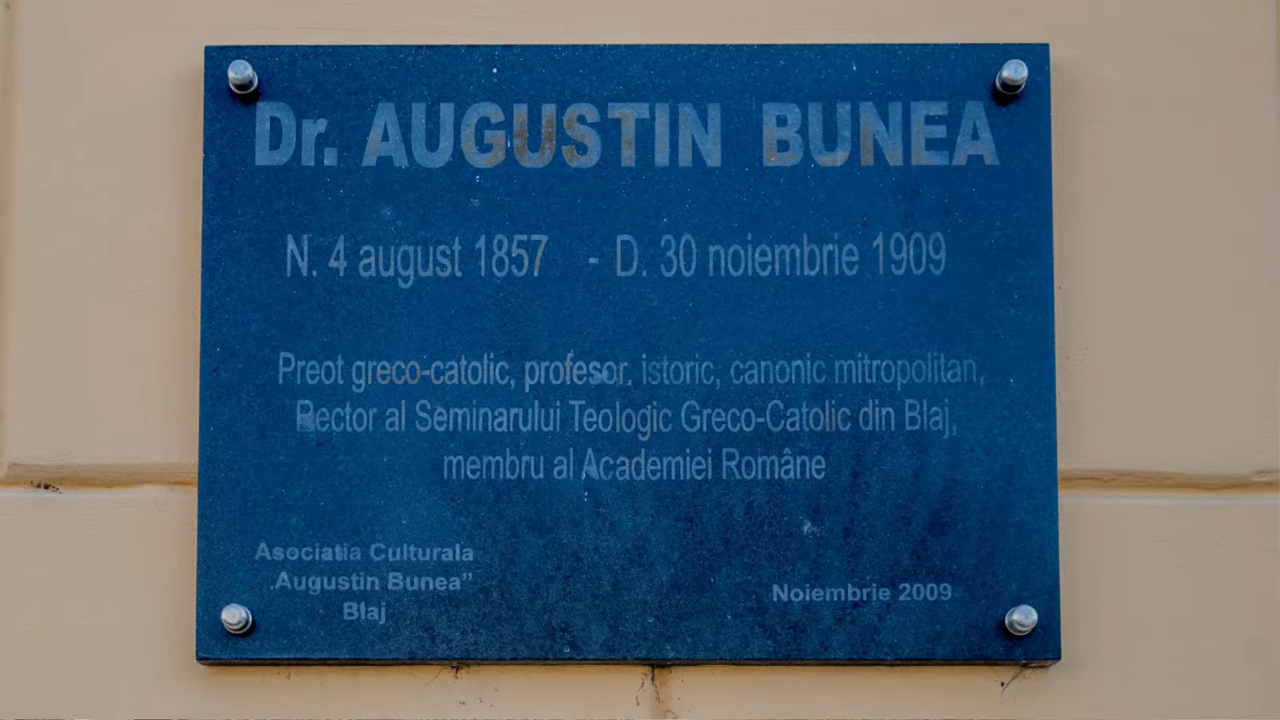 Dr. AUGUSTIN BUNEA
N. 4 august 1857 - D. 30 noiembrie 1909
Preot greco-catolic, profesor, istoric, canonic mitropolitan,
Rector al Seminarului Teologic Greco-Catolic din Blaj,
membru al Academiei Române
Asociatia Culturala
„Augustin Bunea”
Blaj
Noiembrie 2009